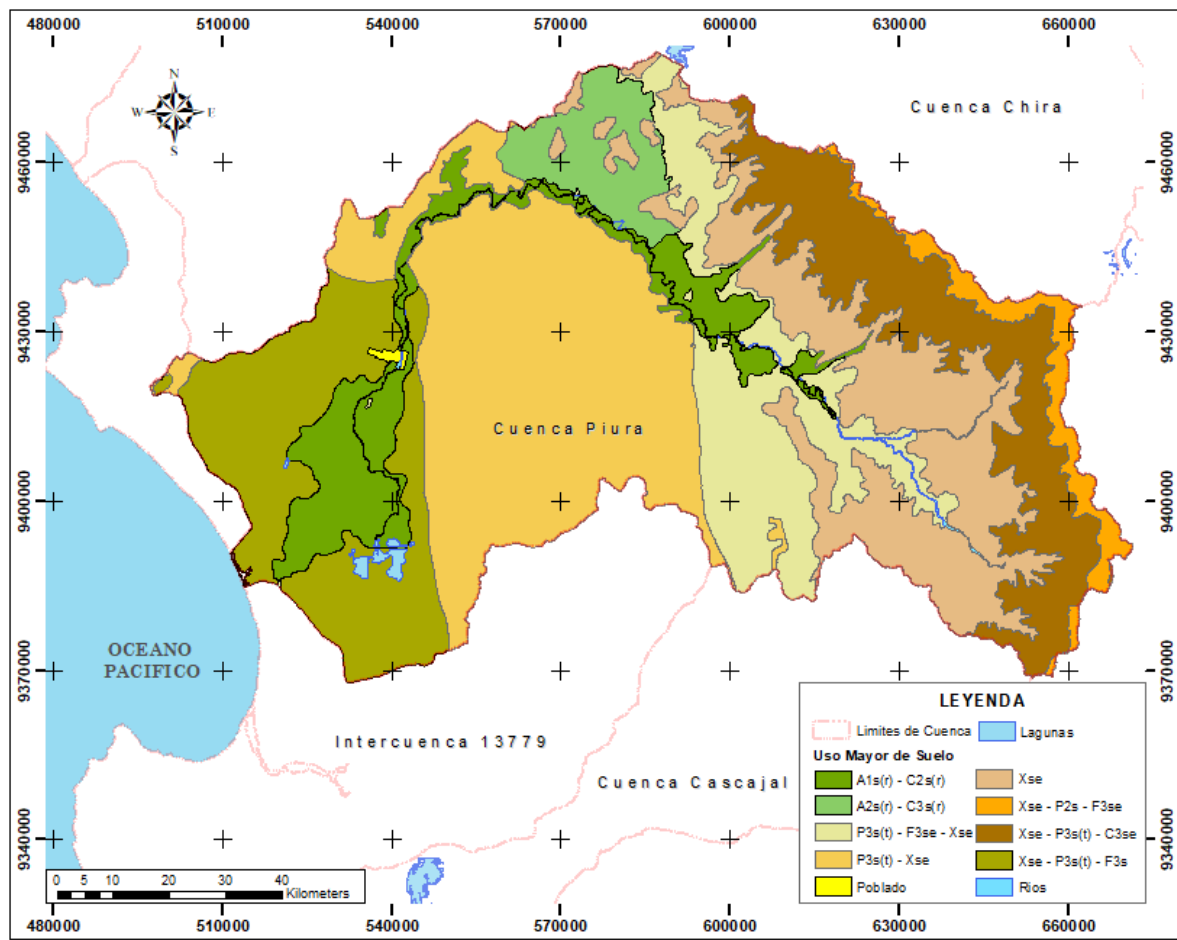 480000 510000 540000 570000 600000 630000 660000
N
W E
S
Cuenca Chira
9460000 9460000
9430000 9430000
Cuenca Piura
9400000 9400000
OCEANO
PACIFICO
9370000 9370000
Intercuenca 13779
Cuenca Cascajal
9340000 9340000
LEYENDA
Limites de Cuenca Lagunas
Uso Mayor de Suelo
A1s(r) - C2s(r) Xse
A2s(r) - C3s(r) Xse - P2s - F3se
P3s(t) - F3se - Xse Xse - P3s(t) - C3se
P3s(t) - Xse Xse - P3s(t) - F3s
Poblado Rios
0 5 10 20 30 40
Kilometers
480000 510000 540000 570000 600000 630000 660000